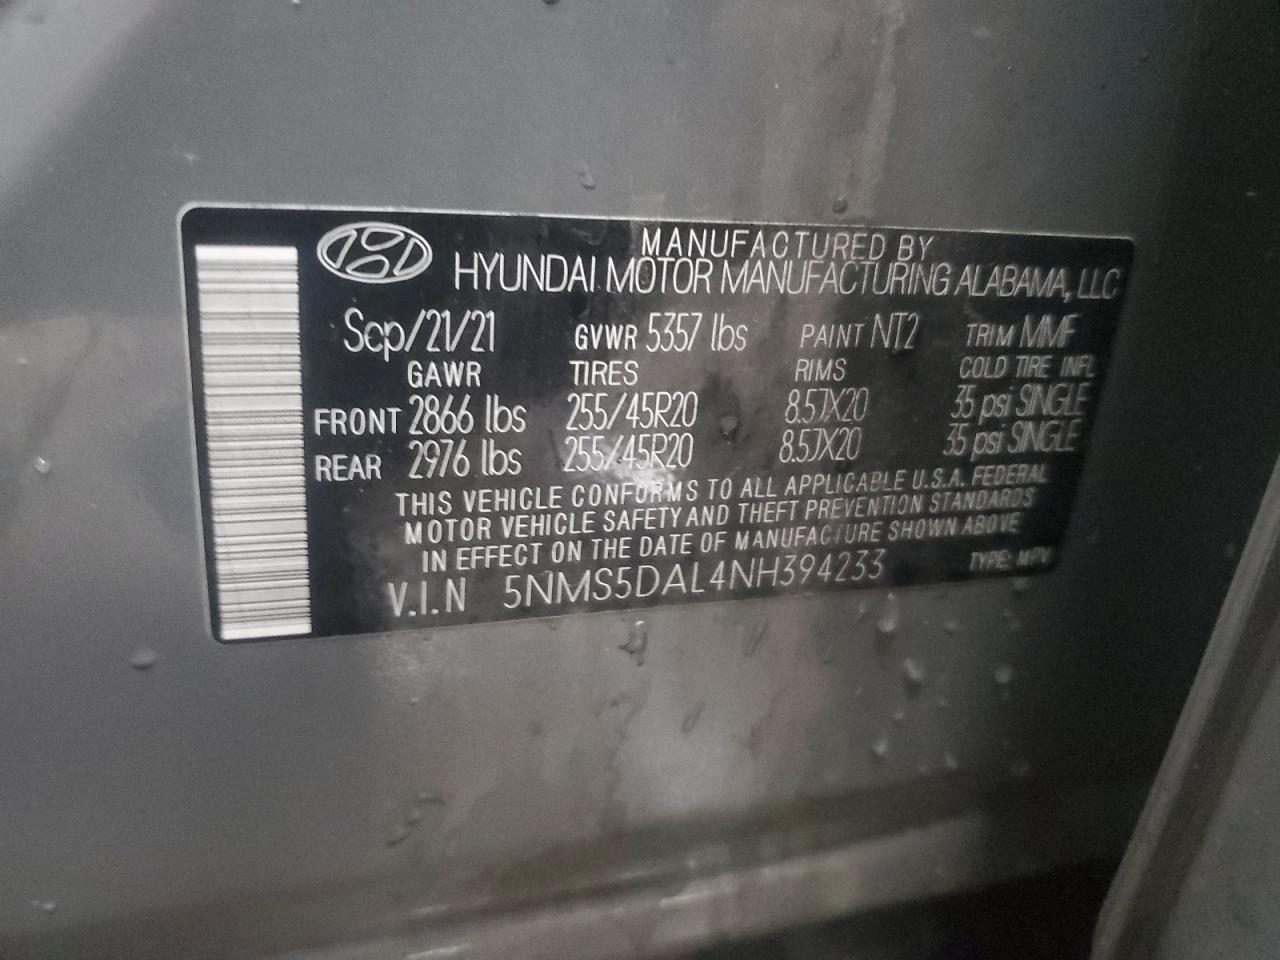 MANUFACTURED BY
HYUNDAI MOTOR MANUFACTURING ALABAMA, LLC
Sep/21/21 GVWR 5357 lbs PAINT NT2 TRIM MMF
GAWR TIRES RIMS COLD TIRE INFL
FRONT 2866 lbs 255/45R20 8.5JX20 35 psi SINGLE
REAR 2976 lbs 255/45R20 8.5JX20 35 psi SINGLE
THIS VEHICLE CONFORMS TO ALL APPLICABLE U.S.A. FEDERAL
MOTOR VEHICLE SAFETY AND THEFT PREVENTION STANDARDS
IN EFFECT ON THE DATE OF MANUFACTURE SHOWN ABOVE
V.I.N 5NMS5DAL4NH394233 TYPE: MPV